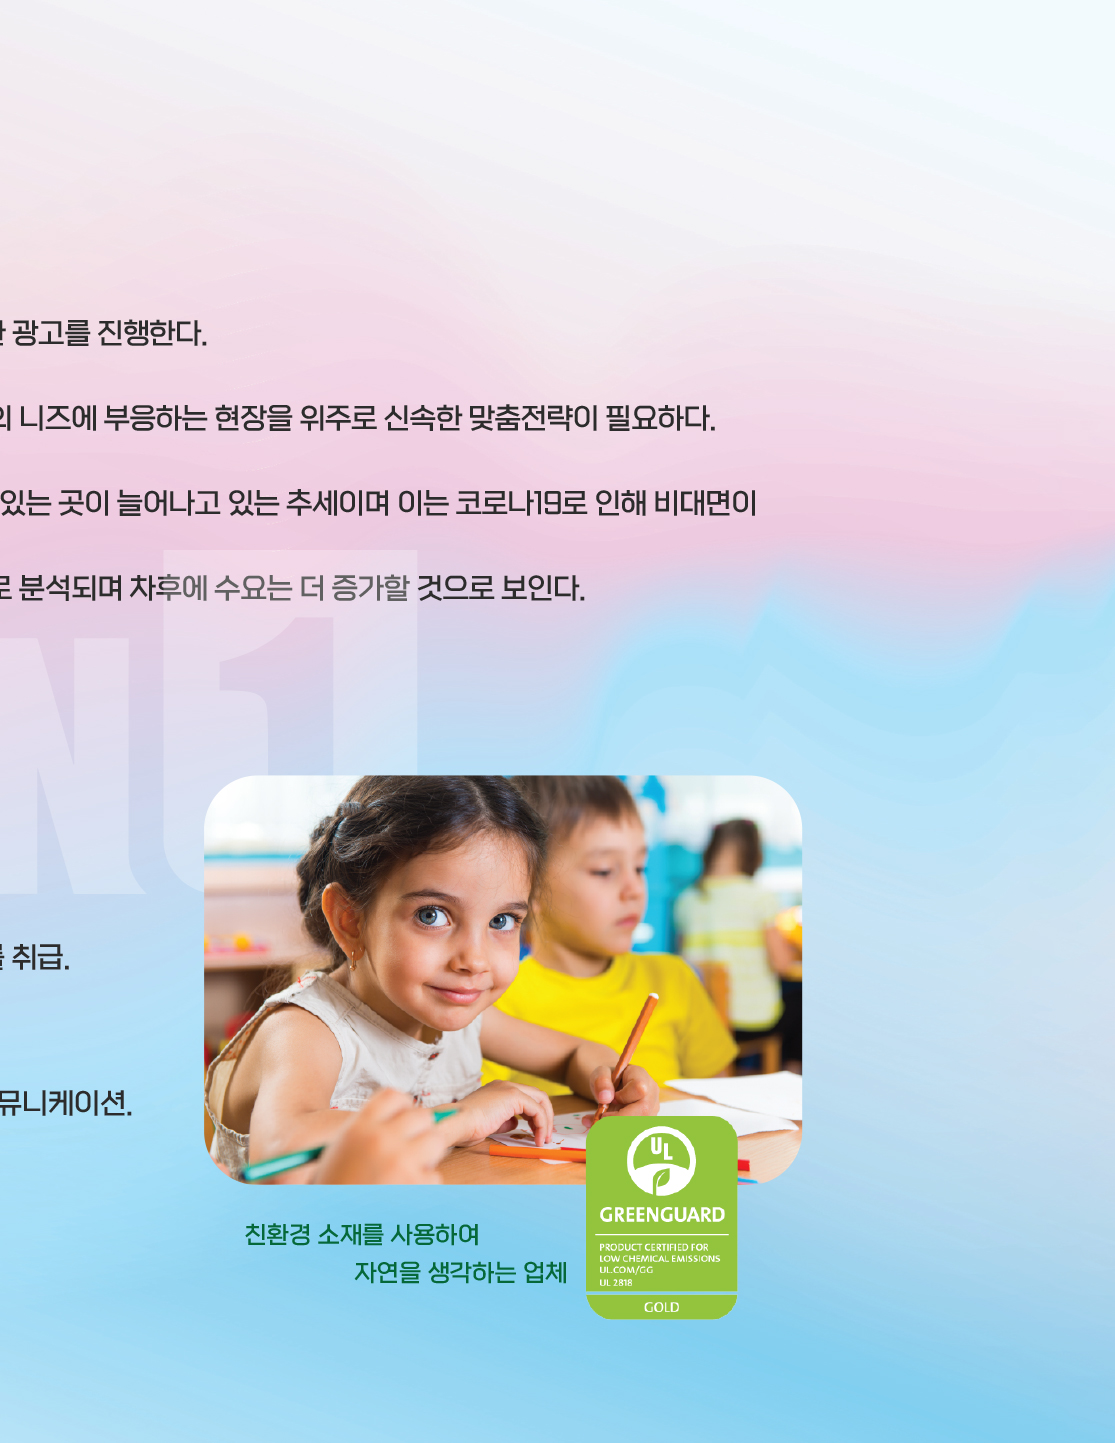 광고를 진행한다.
니즈에 부응하는 현장을 위주로 신속한 맞춤전략이 필요하다.
있는 곳이 늘어나고 있는 추세이며 이는 코로나19로 인해 비대면이
로 분석되며 차후에 수요는 더 증가할 것으로 보인다.
N1
취급.
뮤니케이션.
UL
GREENGUARD
PRODUCT CERTIFIED FOR
LOW CHEMICAL EMISSIONS
UL.COM/GG
UL 2818
GOLD
친환경 소재를 사용하여
자연을 생각하는 업체